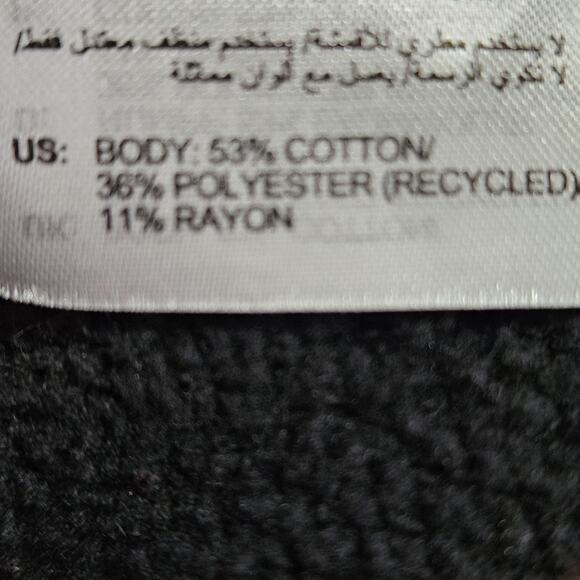 لا يستخدم مطري للأقمشة/ يستخدم منظف معتدل فقط/
لا تكوي الرسمة/ يغسل مع ألوان مماثلة
US: BODY: 53% COTTON/
36% POLYESTER (RECYCLED)
11% RAYON